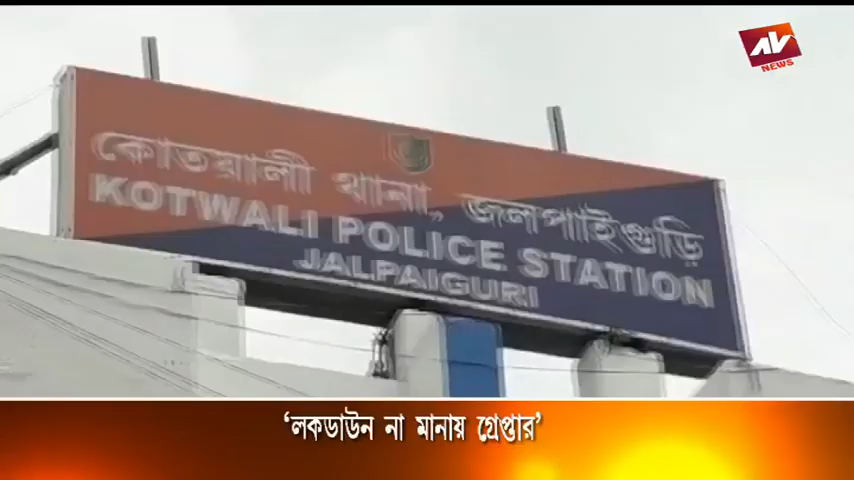 AV
NEWS
কোতয়ালী থানা, জলপাইগুড়ি
KOTWALI POLICE STATION
JALPAIGURI
‘লকডাউন না মানায় গ্রেপ্তার’